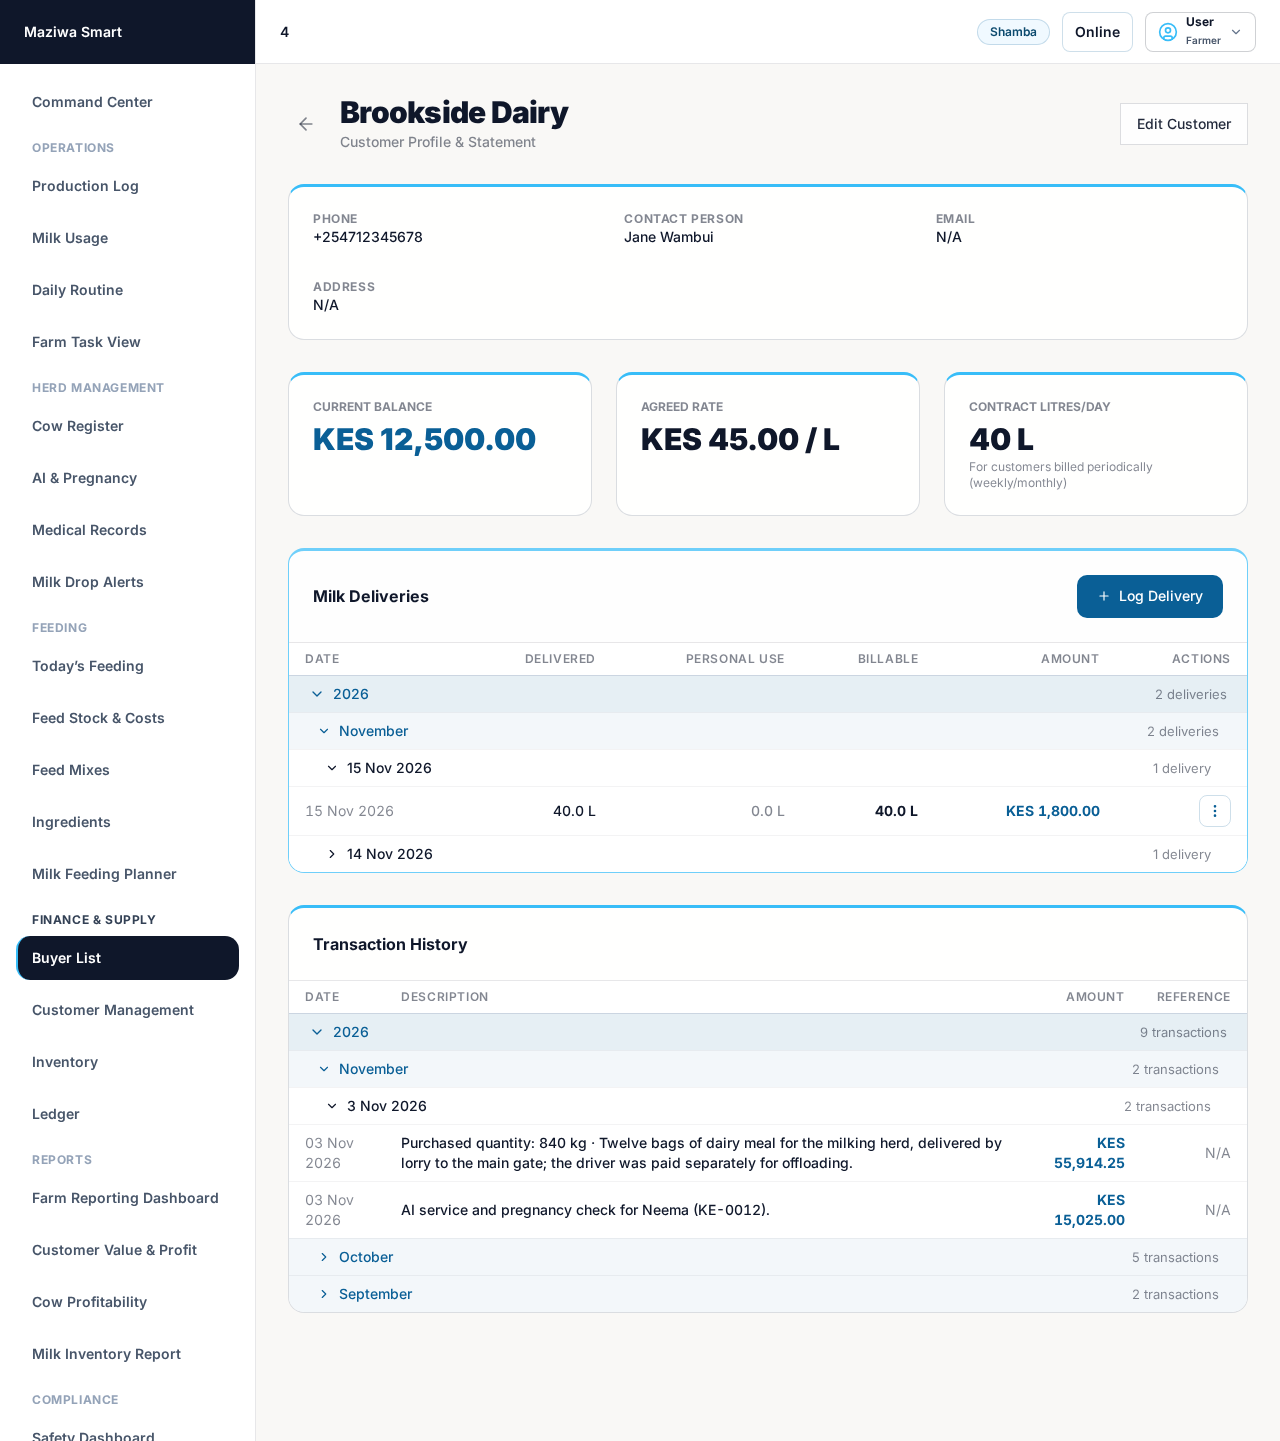 Maziwa Smart
4
Shamba
Online
User
Farmer
Command Center
OPERATIONS
Production Log
Milk Usage
Daily Routine
Farm Task View
HERD MANAGEMENT
Cow Register
AI & Pregnancy
Medical Records
Milk Drop Alerts
FEEDING
Today’s Feeding
Feed Stock & Costs
Feed Mixes
Ingredients
Milk Feeding Planner
FINANCE & SUPPLY
Buyer List
Customer Management
Inventory
Ledger
REPORTS
Farm Reporting Dashboard
Customer Value & Profit
Cow Profitability
Milk Inventory Report
COMPLIANCE
Safety Dashboard
Brookside Dairy
Customer Profile & Statement
Edit Customer
PHONE
+254712345678
CONTACT PERSON
Jane Wambui
EMAIL
N/A
ADDRESS
N/A
CURRENT BALANCE
KES 12,500.00
AGREED RATE
KES 45.00 / L
CONTRACT LITRES/DAY
40 L
For customers billed periodically
(weekly/monthly)
Milk Deliveries
Log Delivery
DATE DELIVERED PERSONAL USE BILLABLE AMOUNT ACTIONS
2026 2 deliveries
November 2 deliveries
15 Nov 2026 1 delivery
15 Nov 2026 40.0 L 0.0 L 40.0 L KES 1,800.00
14 Nov 2026 1 delivery
Transaction History
DATE DESCRIPTION AMOUNT REFERENCE
2026 9 transactions
November 2 transactions
3 Nov 2026 2 transactions
03 Nov 2026
Purchased quantity: 840 kg · Twelve bags of dairy meal for the milking herd, delivered by
lorry to the main gate; the driver was paid separately for offloading.
KES 55,914.25
N/A
03 Nov 2026
AI service and pregnancy check for Neema (KE-0012).
KES 15,025.00
N/A
October 5 transactions
September 2 transactions